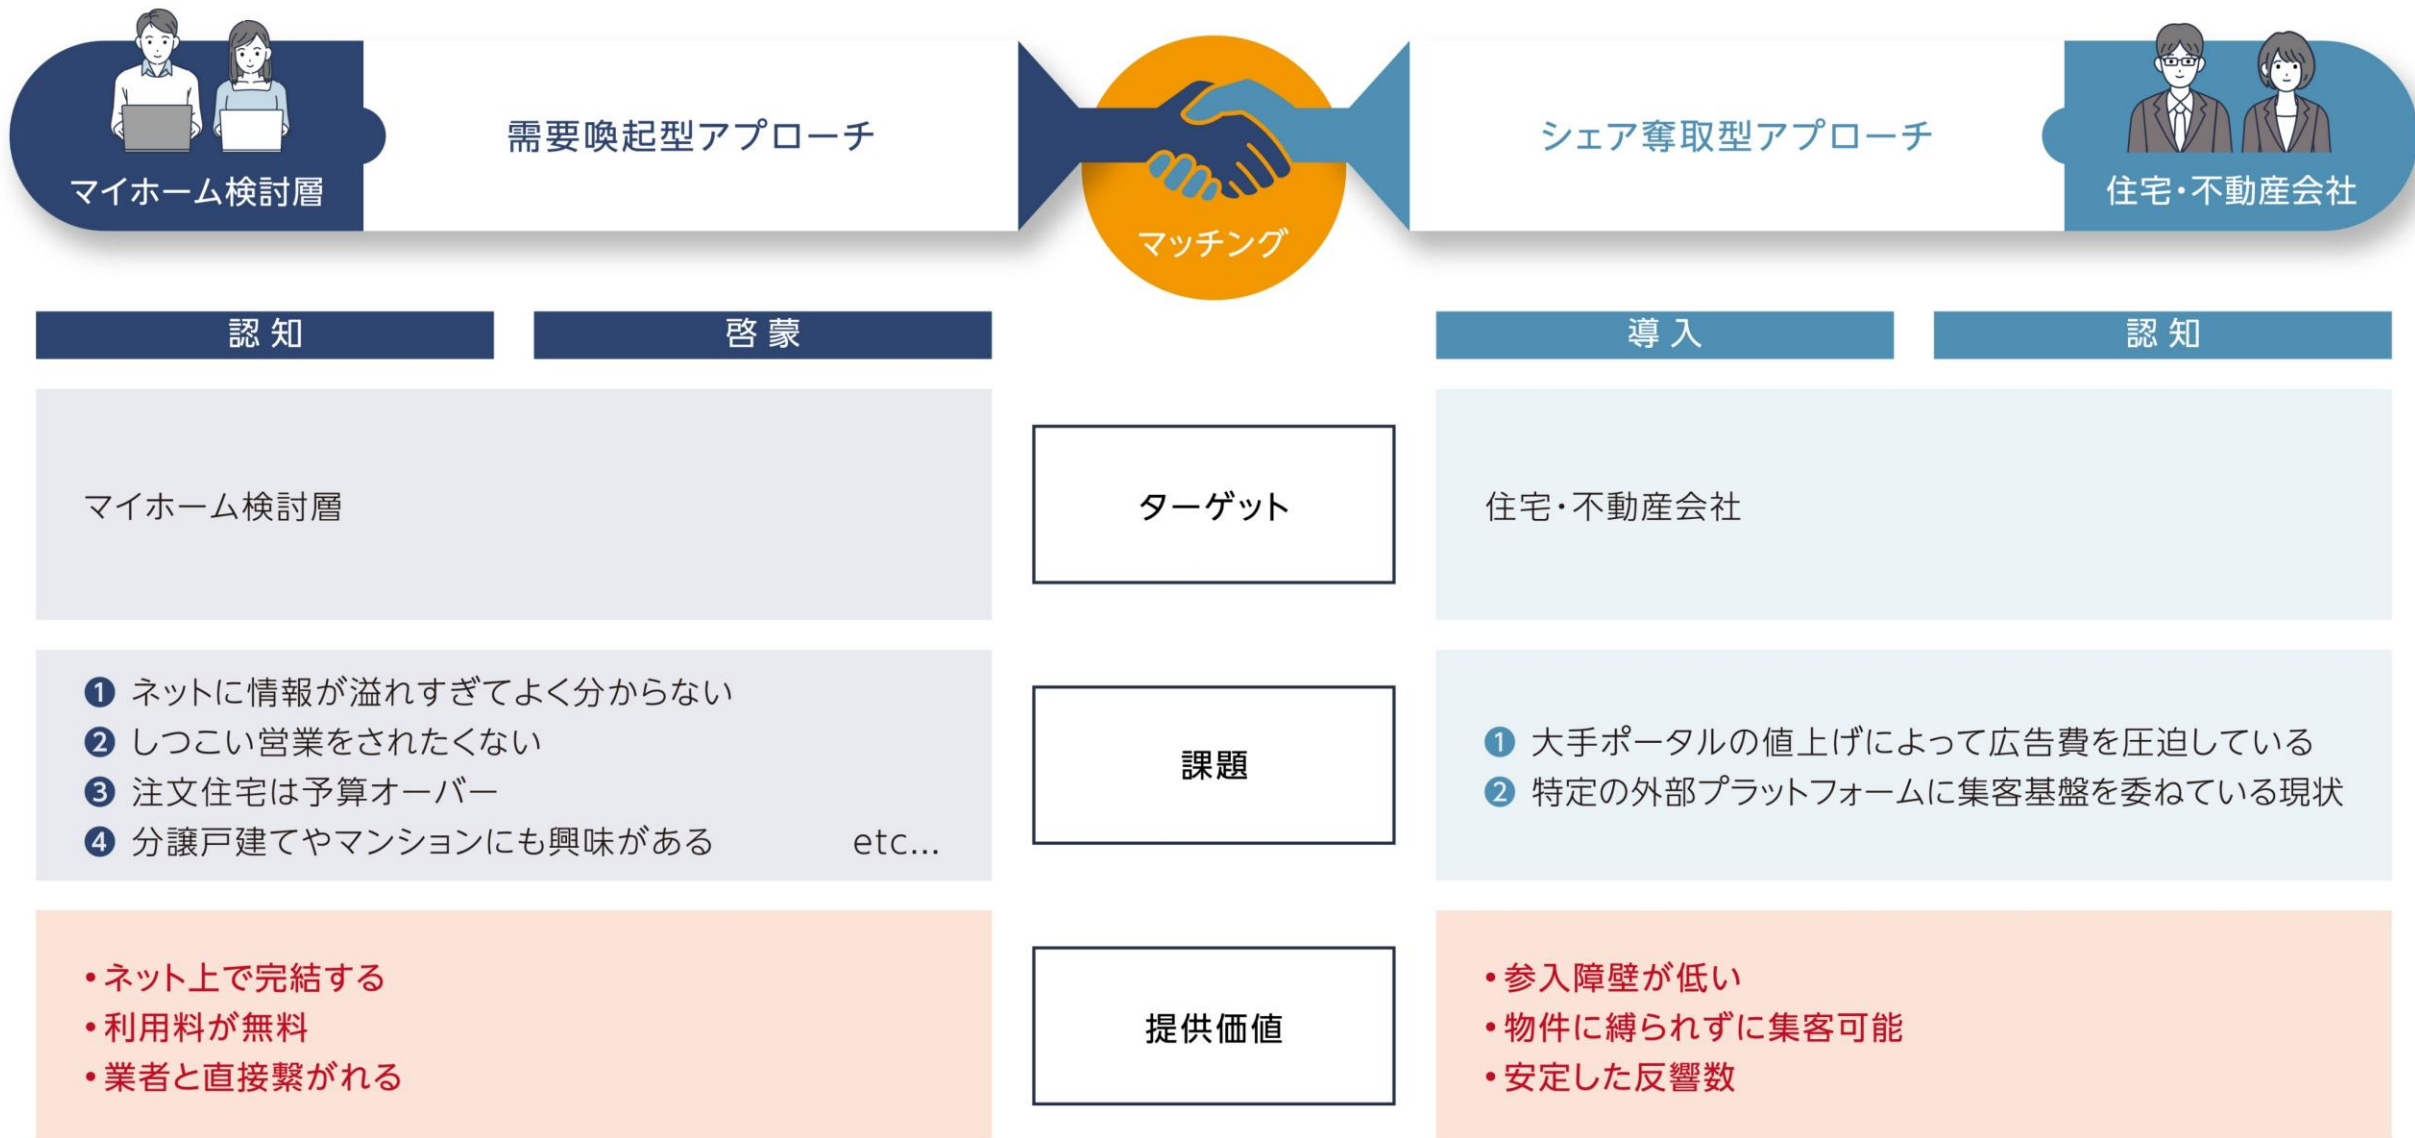 マイホーム検討層
需要喚起型アプローチ
マッチング
シェア奪取型アプローチ
住宅・不動産会社
認知
啓蒙
導入
認知
マイホーム検討層
ターゲット
住宅・不動産会社
❶ ネットに情報が溢れすぎてよく分からない
❷ しつこい営業をされたくない
❸ 注文住宅は予算オーバー
❹ 分譲戸建てやマンションにも興味がある etc...
課題
❶ 大手ポータルの値上げによって広告費を圧迫している
❷ 特定の外部プラットフォームに集客基盤を委ねている現状
・ネット上で完結する
・利用料が無料
・業者と直接繋がれる
提供価値
・参入障壁が低い
・物件に縛られずに集客可能
・安定した反響数